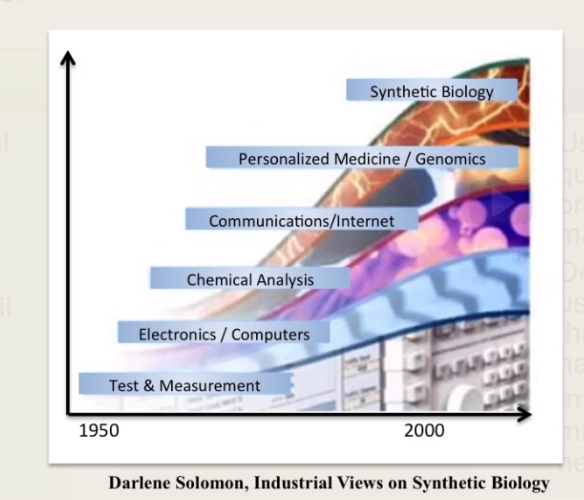 Synthetic Biology
Personalized Medicine / Genomics
Communications/Internet
Chemical Analysis
Electronics / Computers
Test & Measurement
1950 2000
Darlene Solomon, Industrial Views on Synthetic Biology